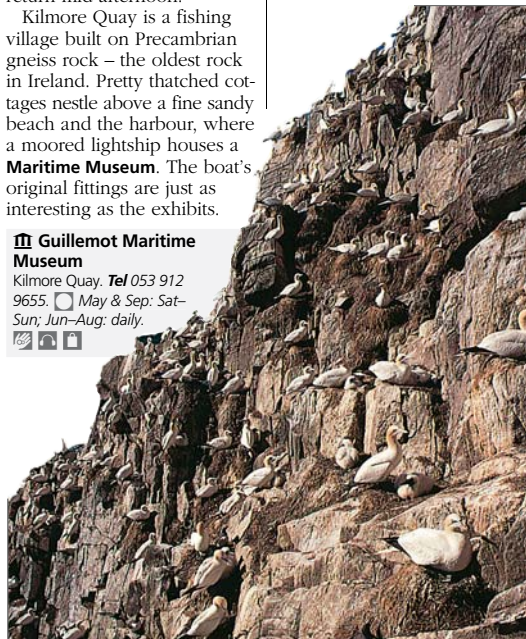 return mid-afternoon.
Kilmore Quay is a fishing
village built on Precambrian
gneiss rock – the oldest rock
in Ireland. Pretty thatched cot-
tages nestle above a fine sandy
beach and the harbour, where
a moored lightship houses a
Maritime Museum. The boat's
original fittings are just as
interesting as the exhibits.
Guillemot Maritime
Museum
Kilmore Quay. Tel 053 912
9655. May & Sep: Sat–
Sun; Jun–Aug: daily.